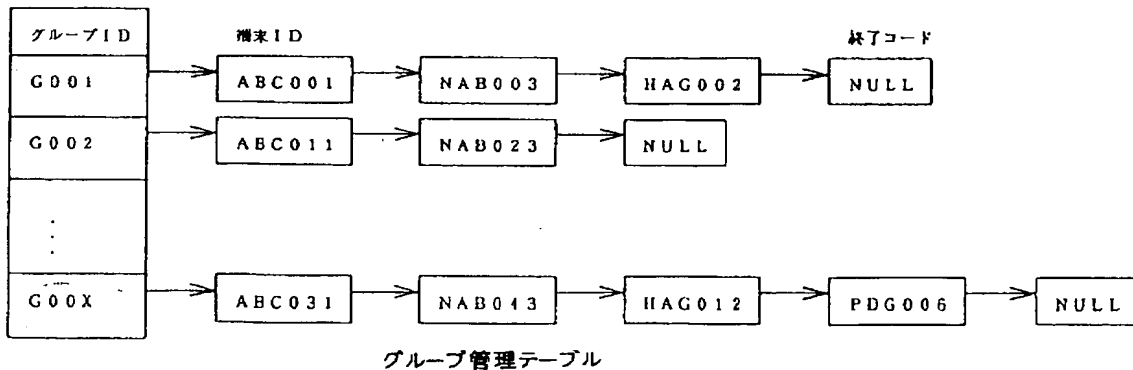 グループID 端末ID 終了コード
G001 ABC001 NAB003 HAG002 NULL
G002 ABC011 NAB023 NULL
G00X ABC031 NAB043 HAG012 PDG006 NULL
グループ管理テーブル